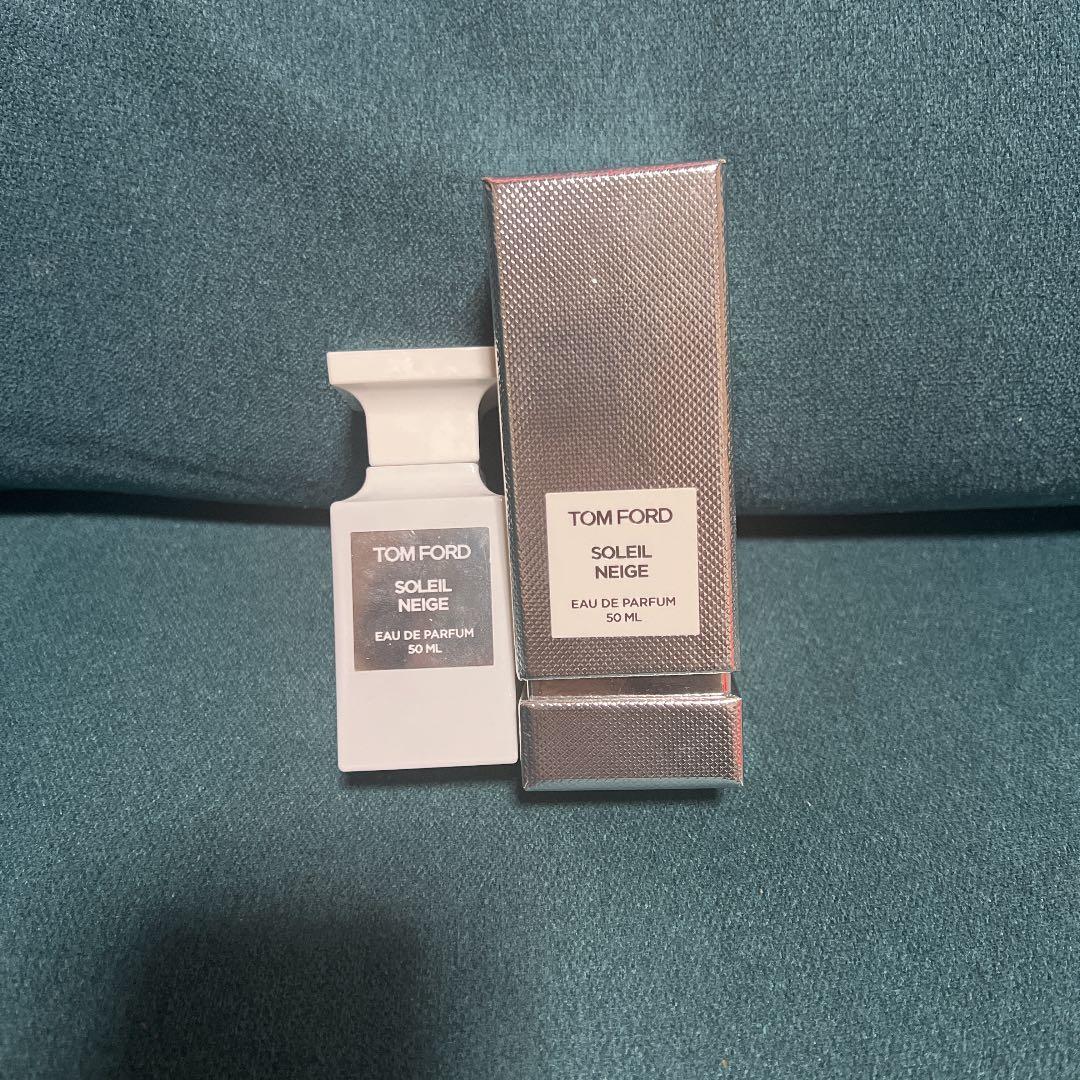 TOM FORD
SOLEIL
NEIGE
EAU DE PARFUM
50 ML
TOM FORD
SOLEIL
NEIGE
EAU DE PARFUM
50 ML